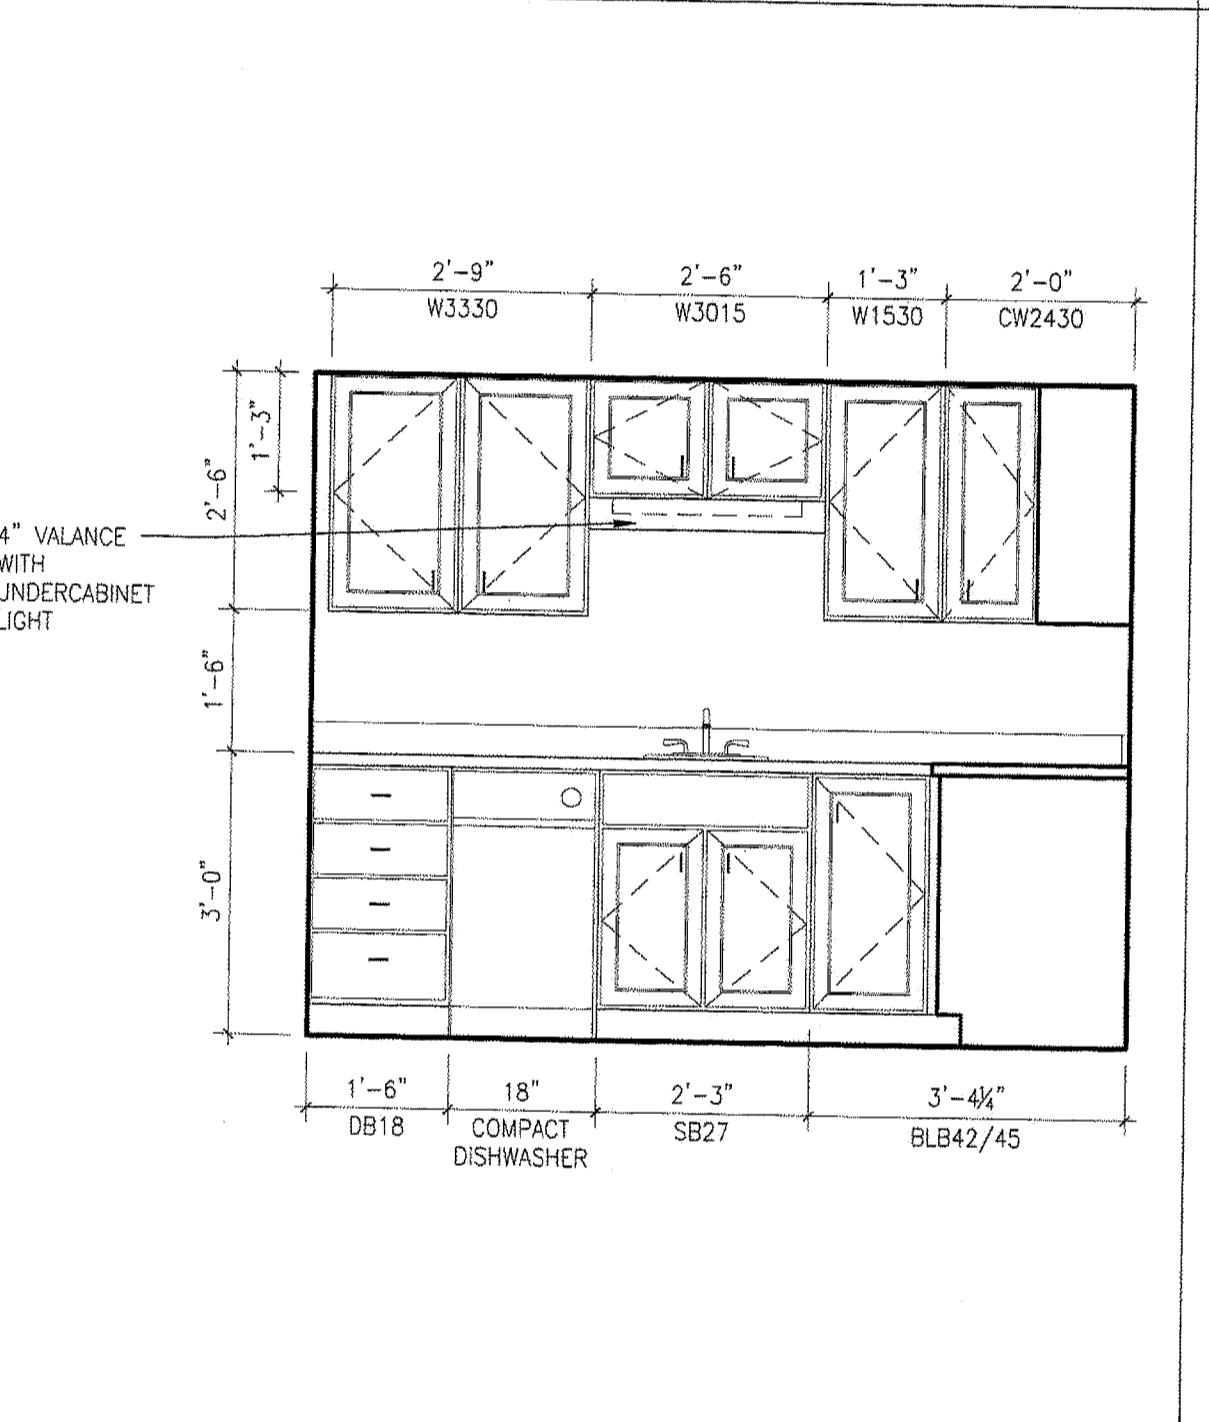 2'-9"
2'-6"
1'-3"
2'-0"
W3330
W3015
W1530
CW2430
1'-3"
2'-6"
4" VALANCE
WITH
UNDERCABINET
LIGHT
1'-6"
3'-0"
1'-6"
18"
2'-3"
3'-4¼"
DB18
COMPACT
DISHWASHER
SB27
BLB42/45